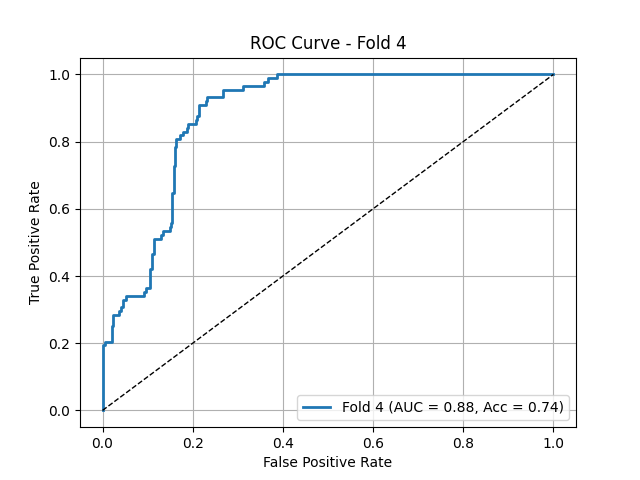 ROC Curve - Fold 4
True Positive Rate
1.0
0.8
0.6
0.4
0.2
0.0
Fold 4 (AUC = 0.88, Acc = 0.74)
0.0 0.2 0.4 0.6 0.8 1.0
False Positive Rate